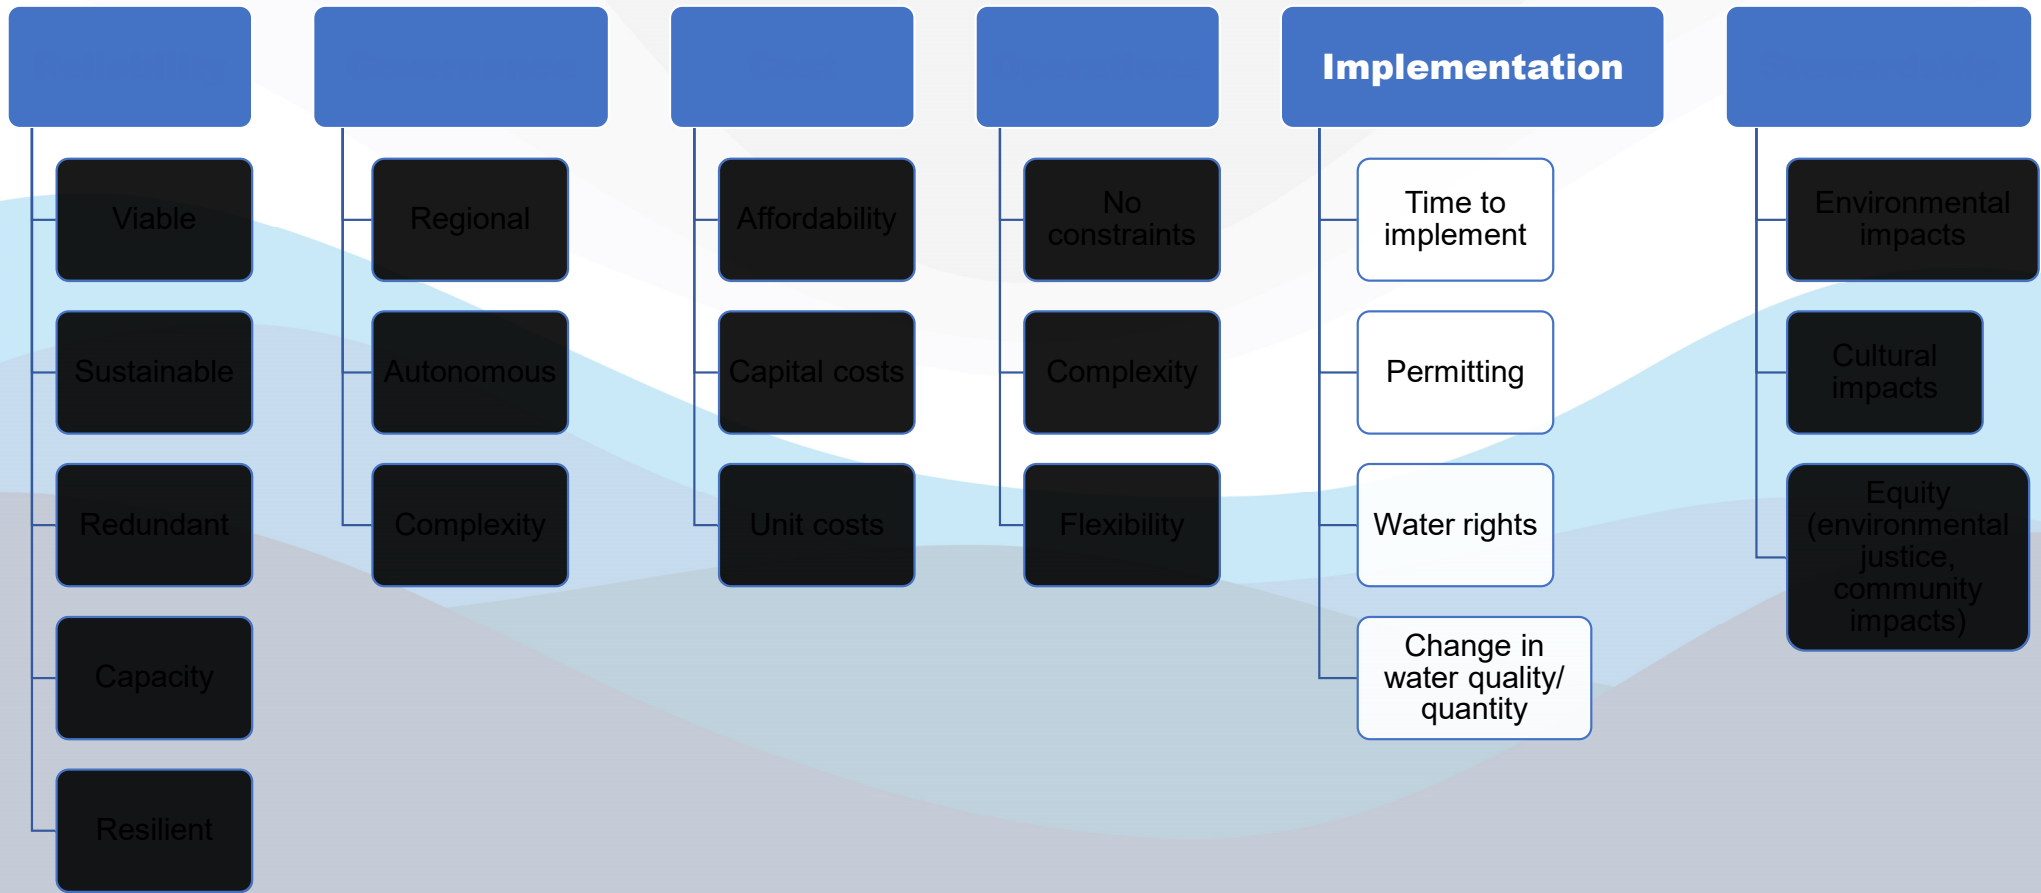 Implementation
Viable
Sustainable
Redundant
Capacity
Resilient
Regional
Autonomous
Complexity
Affordability
Capital costs
Unit costs
No
constraints
Complexity
Flexibility
Time to
implement
Permitting
Water rights
Change in
water quality/
quantity
Environmental
impacts
Cultural
impacts
Equity
(environmental
justice,
community
impacts)